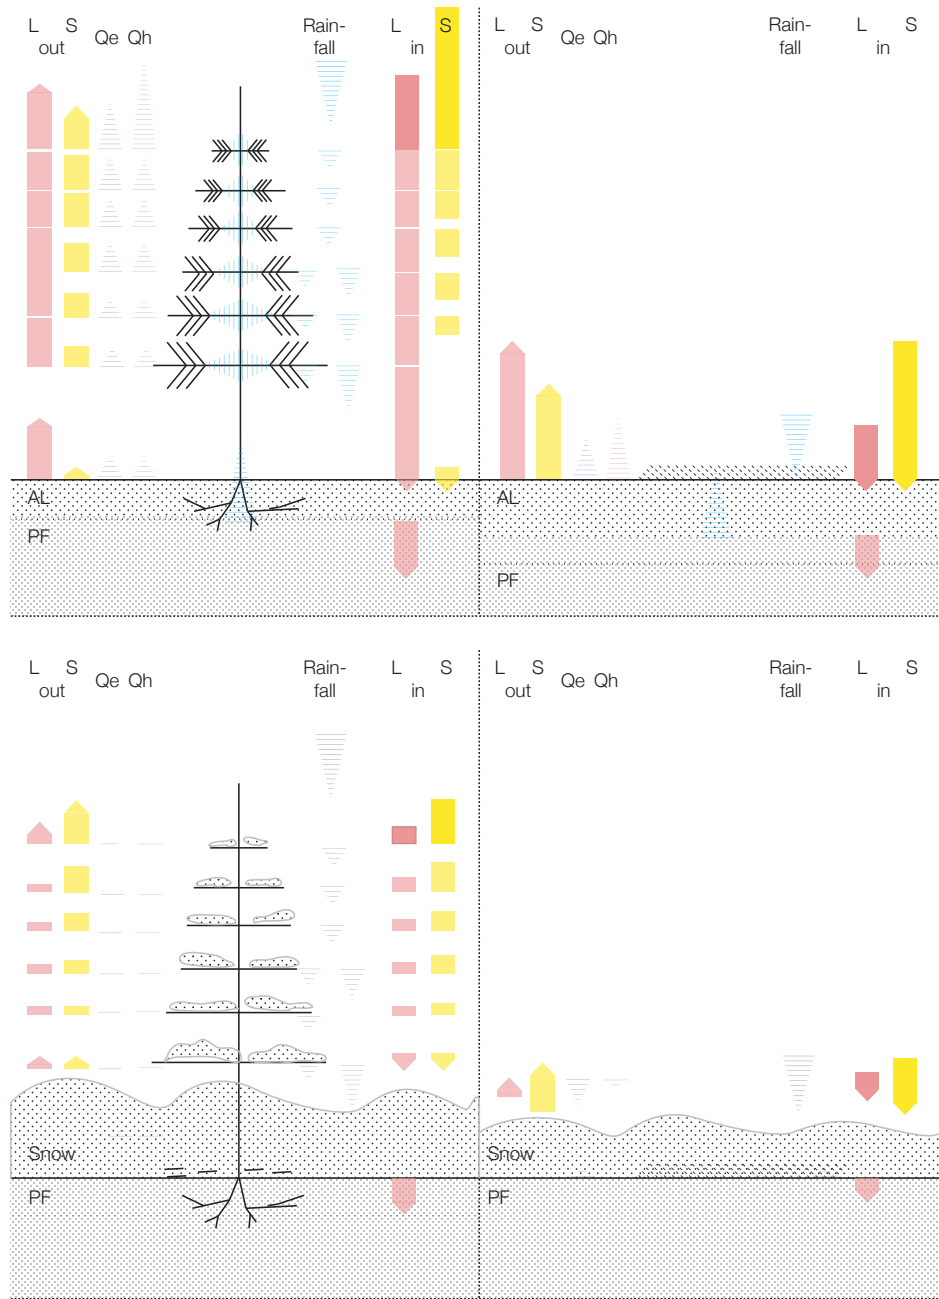 L S Qe Qh Rain- L S
out fall in
L S Qe Qh Rain- L S
out fall in
AL
PF
AL
PF
L S Qe Qh Rain- L S
out fall in
L S Qe Qh Rain- L S
out fall in
Snow
PF
Snow
PF